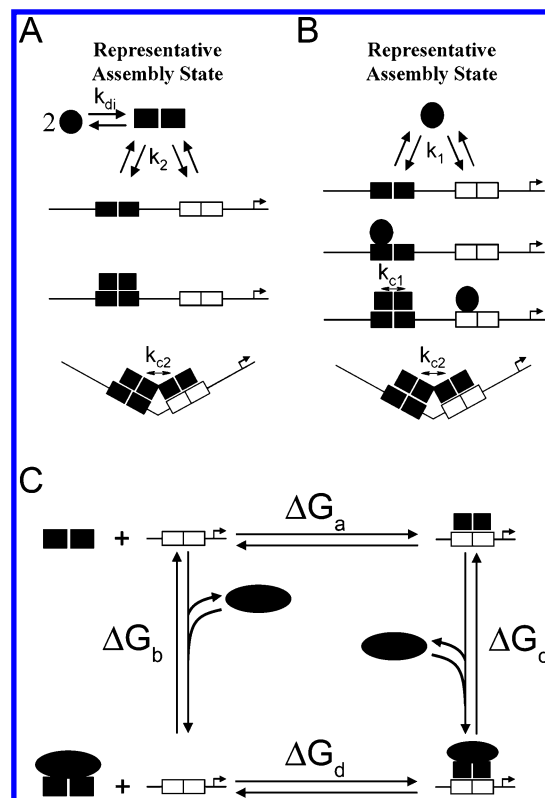 A
Representative
Assembly State
2
k_di
k_2
k_c2
B
Representative
Assembly State
k_1
k_c1
k_c2
C
+
ΔG_a
ΔG_b
ΔG_c
+
ΔG_d